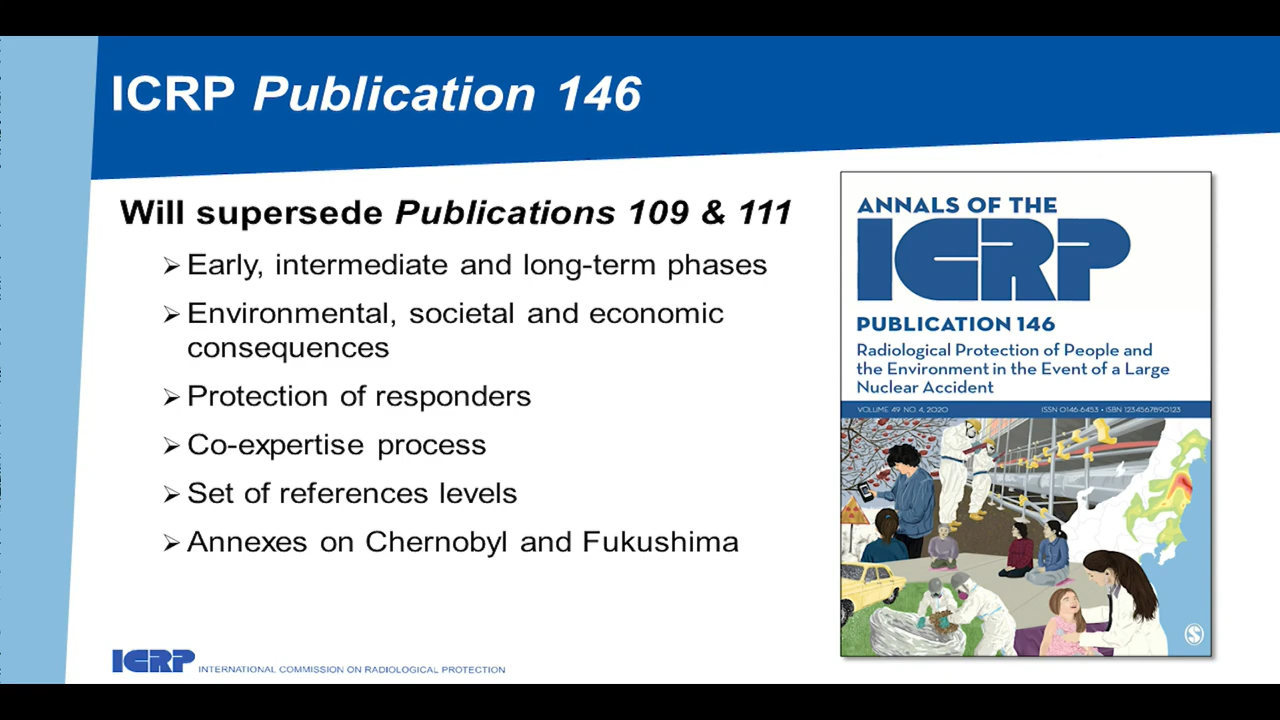 ICRP Publication 146
Will supersede Publications 109 & 111
Early, intermediate and long-term phases
Environmental, societal and economic
consequences
Protection of responders
Co-expertise process
Set of references levels
Annexes on Chernobyl and Fukushima
ICRP INTERNATIONAL COMMISSION ON RADIOLOGICAL PROTECTION
ANNALS OF THE
ICRP
PUBLICATION 146
Radiological Protection of People and
the Environment in the Event of a Large
Nuclear Accident
VOLUME 49 NO. 4, 2020 ISSN 0146-6453 • ISBN 1234567890123
S